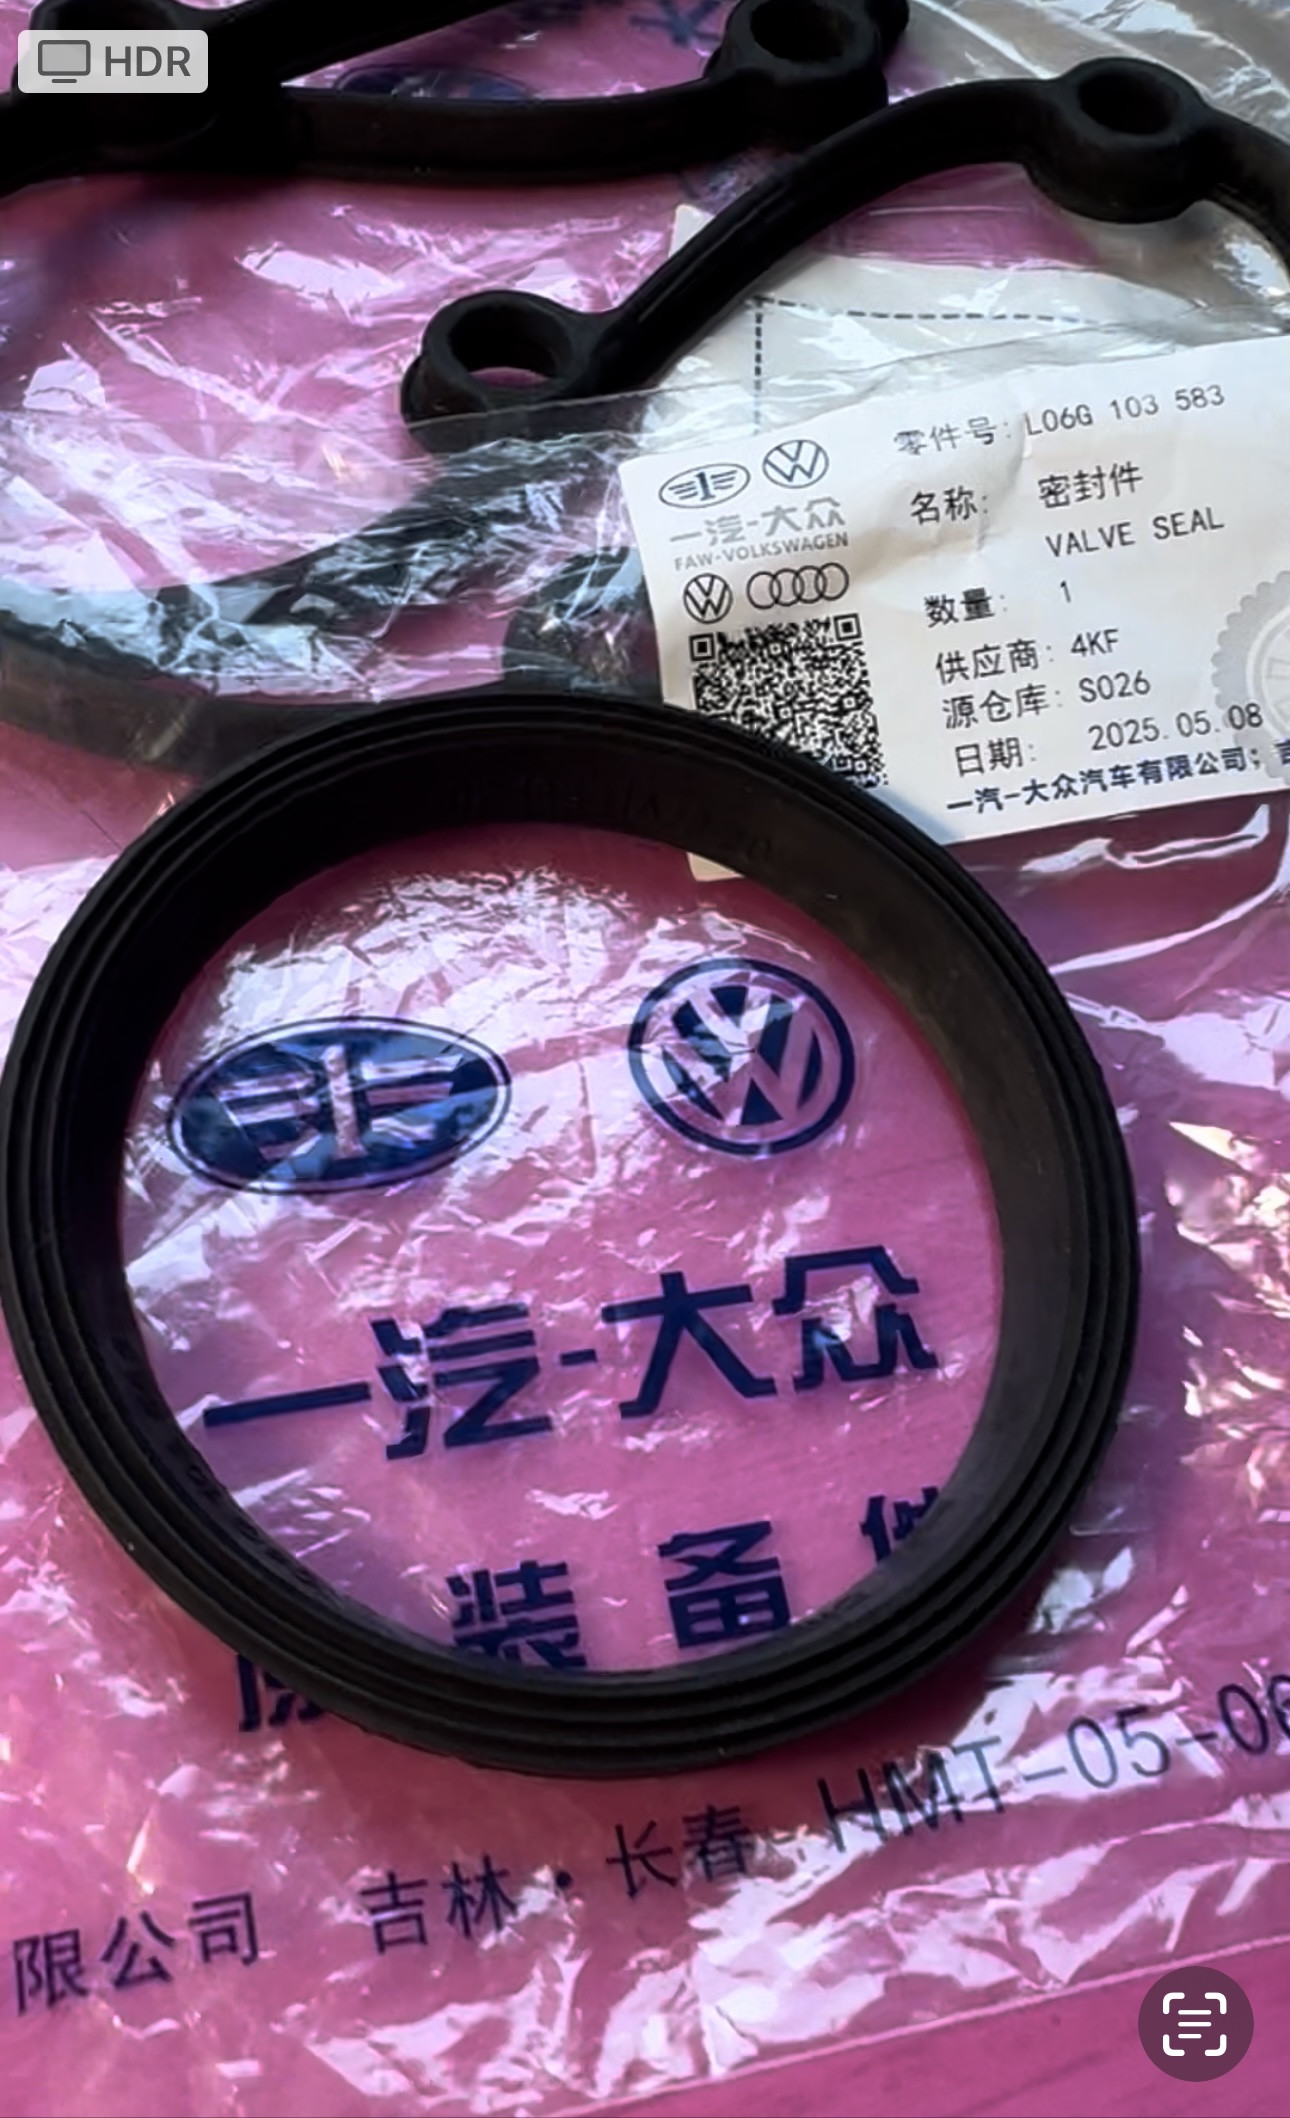 HDR
零件号: L06G 103 583
名称: 密封件
VALVE SEAL
数量: 1
供应商: 4KF
源仓库: S026
日期: 2025.05.08
一汽-大众汽车有限公司;
一汽-大众
FAW-VOLKSWAGEN
一汽-大众
装备
限公司 吉林·长春 HMT-05-06